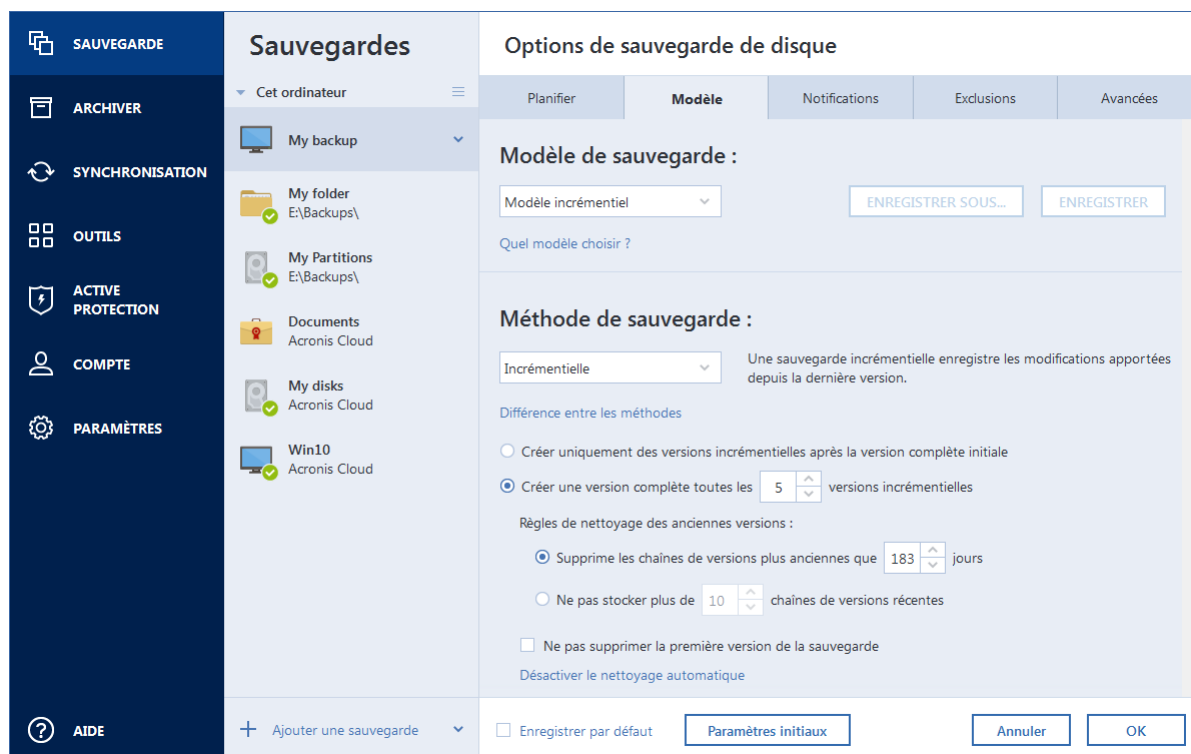 SAUVEGARDE
ARCHIVER
SYNCHRONISATION
OUTILS
ACTIVE
PROTECTION
COMPTE
PARAMÈTRES
AIDE
Sauvegardes
Cet ordinateur
My backup
My folder
E:\Backups\
My Partitions
E:\Backups\
Documents
Acronis Cloud
My disks
Acronis Cloud
Win10
Acronis Cloud
Ajouter une sauvegarde
Options de sauvegarde de disque
Planifier
Modèle
Notifications
Exclusions
Avancées
Modèle de sauvegarde :
Modèle incrémentiel
ENREGISTRER SOUS...
ENREGISTRER
Quel modèle choisir ?
Méthode de sauvegarde :
Incrémentielle
Une sauvegarde incrémentielle enregistre les modifications apportées
depuis la dernière version.
Différence entre les méthodes
Créer uniquement des versions incrémentielles après la version complète initiale
Créer une version complète toutes les 5 versions incrémentielles
Règles de nettoyage des anciennes versions :
Supprime les chaînes de versions plus anciennes que 183 jours
Ne pas stocker plus de 10 chaînes de versions récentes
Ne pas supprimer la première version de la sauvegarde
Désactiver le nettoyage automatique
Enregistrer par défaut
Paramètres initiaux
Annuler
OK